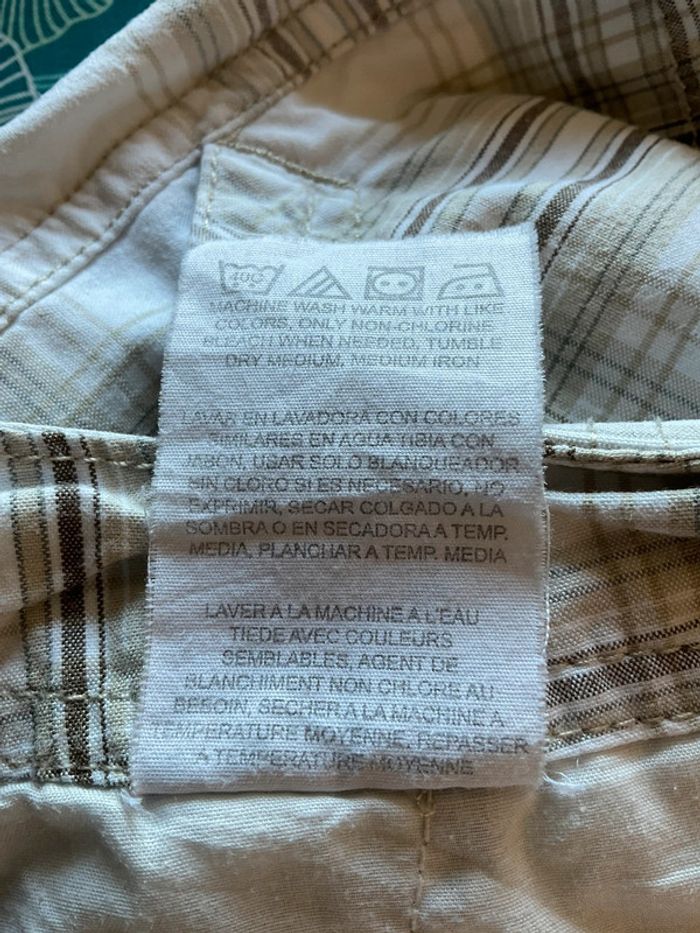 40C
MACHINE WASH WARM WITH LIKE
COLORS, ONLY NON-CHLORINE
BLEACH WHEN NEEDED, TUMBLE
DRY MEDIUM, MEDIUM IRON
LAVAR EN LAVADORA CON COLORES
SIMILARES EN AGUA TIBIA CON
JABON, USAR SOLO BLANQUEADOR
SIN CLORO SI ES NECESARIO, NO
EXPRIMIR, SECAR COLGADO A LA
SOMBRA O EN SECADORA A TEMP.
MEDIA, PLANCHAR A TEMP. MEDIA
LAVER A LA MACHINE A L'EAU
TIEDE AVEC COULEURS
SEMBLABLES, AGENT DE
BLANCHIMENT NON CHLORE AU
BESOIN, SECHER A LA MACHINE A
TEMPERATURE MOYENNE, REPASSER
A TEMPERATURE MOYENNE